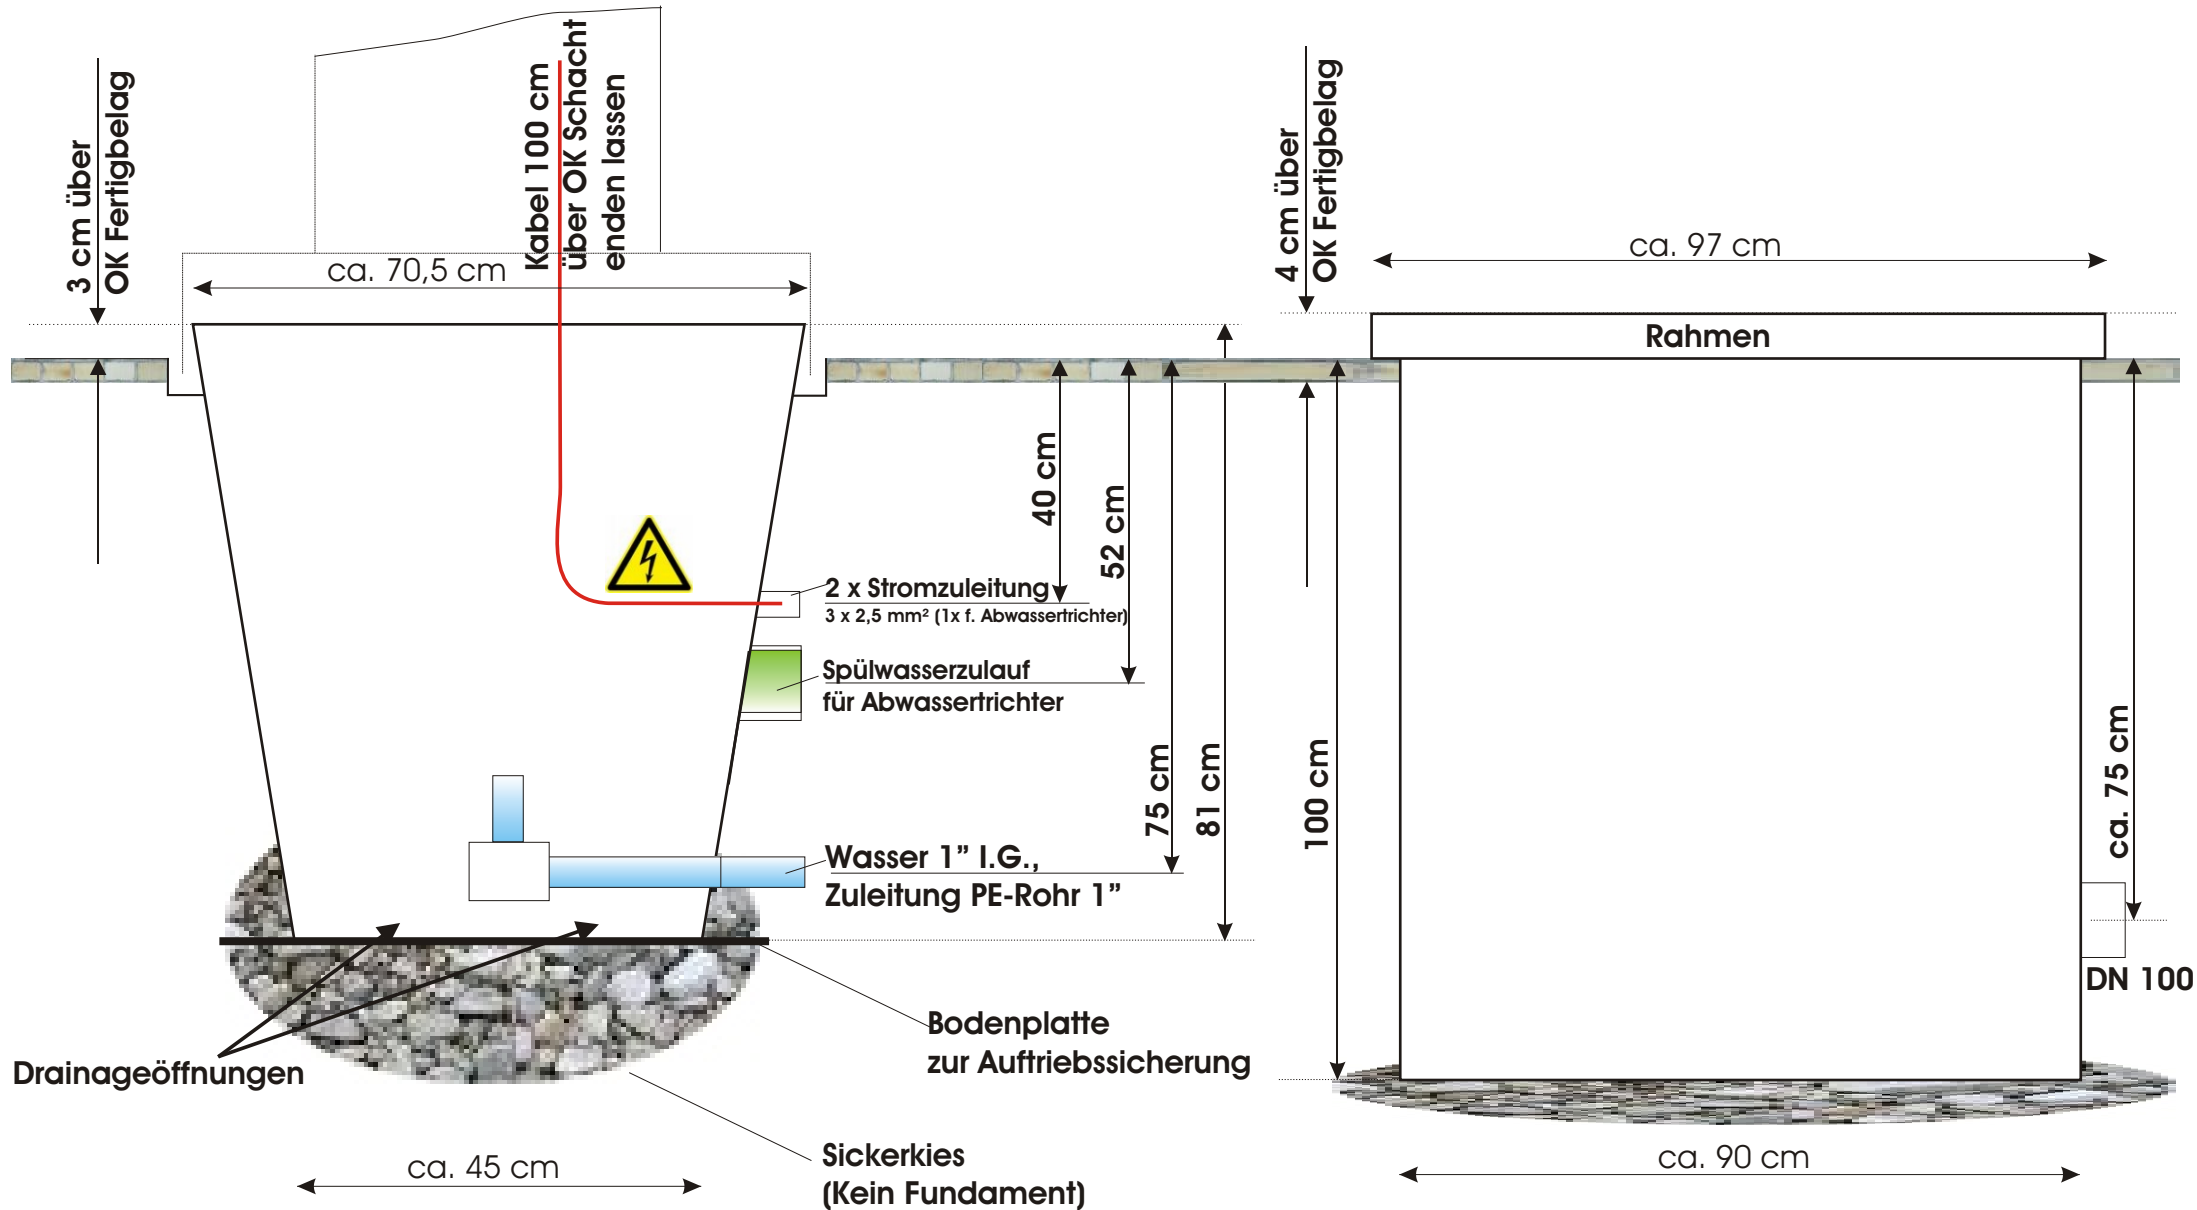 3 cm über
OK Fertigbelag
Kabel 100 cm
über OK Schacht
enden lassen
ca. 70,5 cm
4 cm über
OK Fertigbelag
ca. 97 cm
Rahmen
40 cm
52 cm
75 cm
81 cm
100 cm
ca. 75 cm
2 x Stromzuleitung
3 x 2,5 mm² (1x f. Abwassertrichter)
Spülwasserzulauf
für Abwassertrichter
Wasser 1” I.G.,
Zuleitung PE-Rohr 1”
DN 100
Bodenplatte
zur Auftriebssicherung
Drainageöffnungen
Sickerkies
(Kein Fundament)
ca. 45 cm
ca. 90 cm